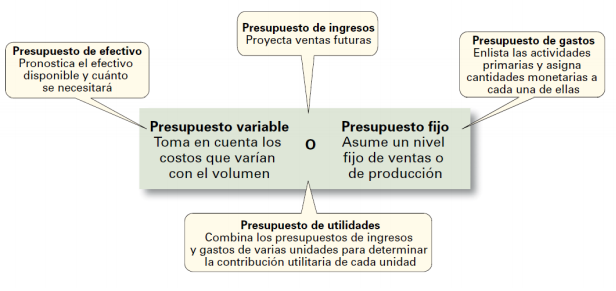 Presupuesto de ingresos
Proyecta ventas futuras
Presupuesto de efectivo
Pronostica el efectivo
disponible y cuánto
se necesitará
Presupuesto de gastos
Enlista las actividades
primarias y asigna
cantidades monetarias a
cada una de ellas
Presupuesto variable
Toma en cuenta los
costos que varían
con el volumen
O
Presupuesto fijo
Asume un nivel
fijo de ventas o
de producción
Presupuesto de utilidades
Combina los presupuestos de ingresos
y gastos de varias unidades para determinar
la contribución utilitaria de cada unidad